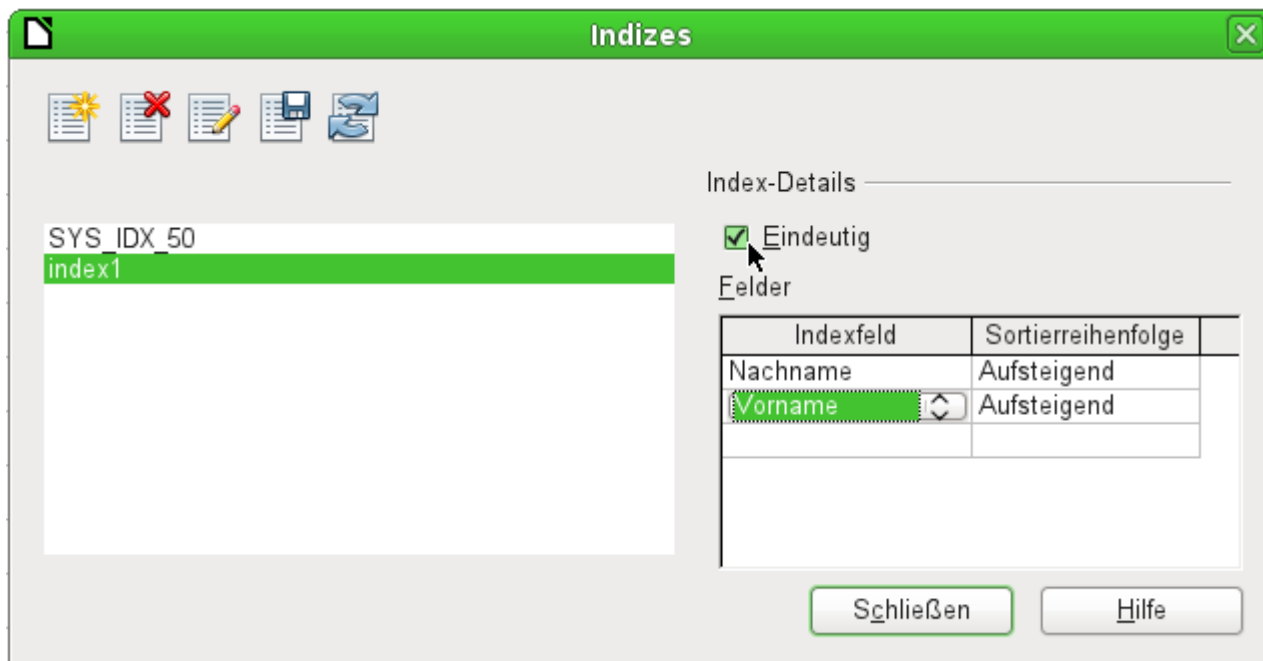 Indizes
Index-Details
SYS_IDX_50
index1
Eindeutig
Felder
Indexfeld Sortierreihenfolge
Nachname Aufsteigend
Vorname Aufsteigend
Schließen Hilfe